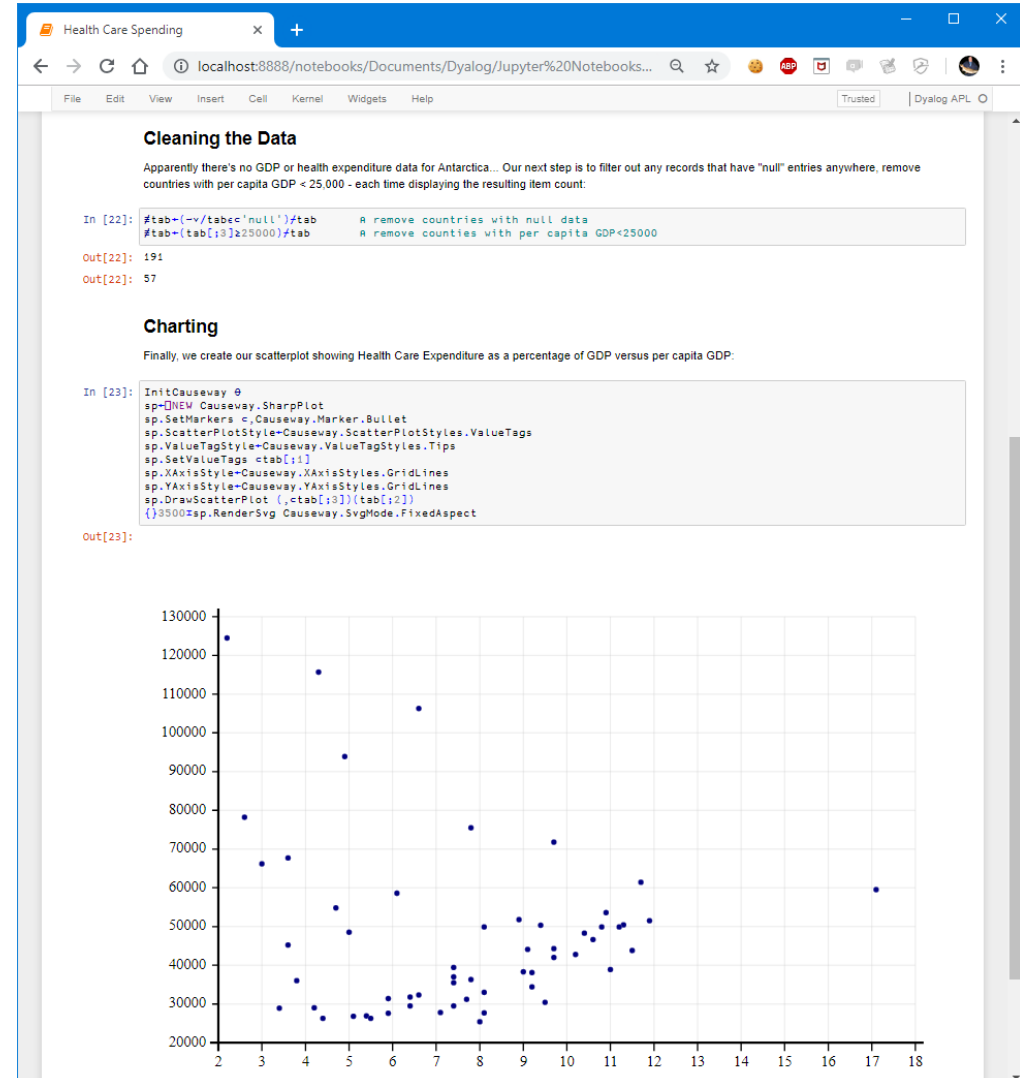 Health Care Spending
localhost:8888/notebooks/Documents/Dyalog/Jupyter%20Notebooks...
ABP
File Edit View Insert Cell Kernel Widgets Help Trusted Dyalog APL
Cleaning the Data
Apparently there's no GDP or health expenditure data for Antarctica... Our next step is to filter out any records that have "null" entries anywhere, remove
countries with per capita GDP < 25,000 - each time displaying the resulting item count:
In [22]: ≢tab←(~∨/tab∊⊂'null')⌿tab ⍝ remove countries with null data
≢tab←(tab[;3]≥25000)⌿tab ⍝ remove counties with per capita GDP<25000
Out[22]: 191
Out[22]: 57
Charting
Finally, we create our scatterplot showing Health Care Expenditure as a percentage of GDP versus per capita GDP:
In [23]: InitCauseway ⍬
sp←⎕NEW Causeway.SharpPlot
sp.SetMarkers ⊂,Causeway.Marker.Bullet
sp.ScatterPlotStyle←Causeway.ScatterPlotStyles.ValueTags
sp.ValueTagStyle←Causeway.ValueTagStyles.Tips
sp.SetValueTags ⊂tab[;1]
sp.XAxisStyle←Causeway.XAxisStyles.GridLines
sp.YAxisStyle←Causeway.YAxisStyles.GridLines
sp.DrawScatterPlot (,⊂tab[;3])(tab[;2])
{}3500⌶sp.RenderSvg Causeway.SvgMode.FixedAspect
Out[23]:
130000
120000
110000
100000
90000
80000
70000
60000
50000
40000
30000
20000
2 3 4 5 6 7 8 9 10 11 12 13 14 15 16 17 18